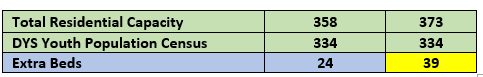 Total Residential Capacity 358 373
DYS Youth Population Census 334 334
Extra Beds 24 39